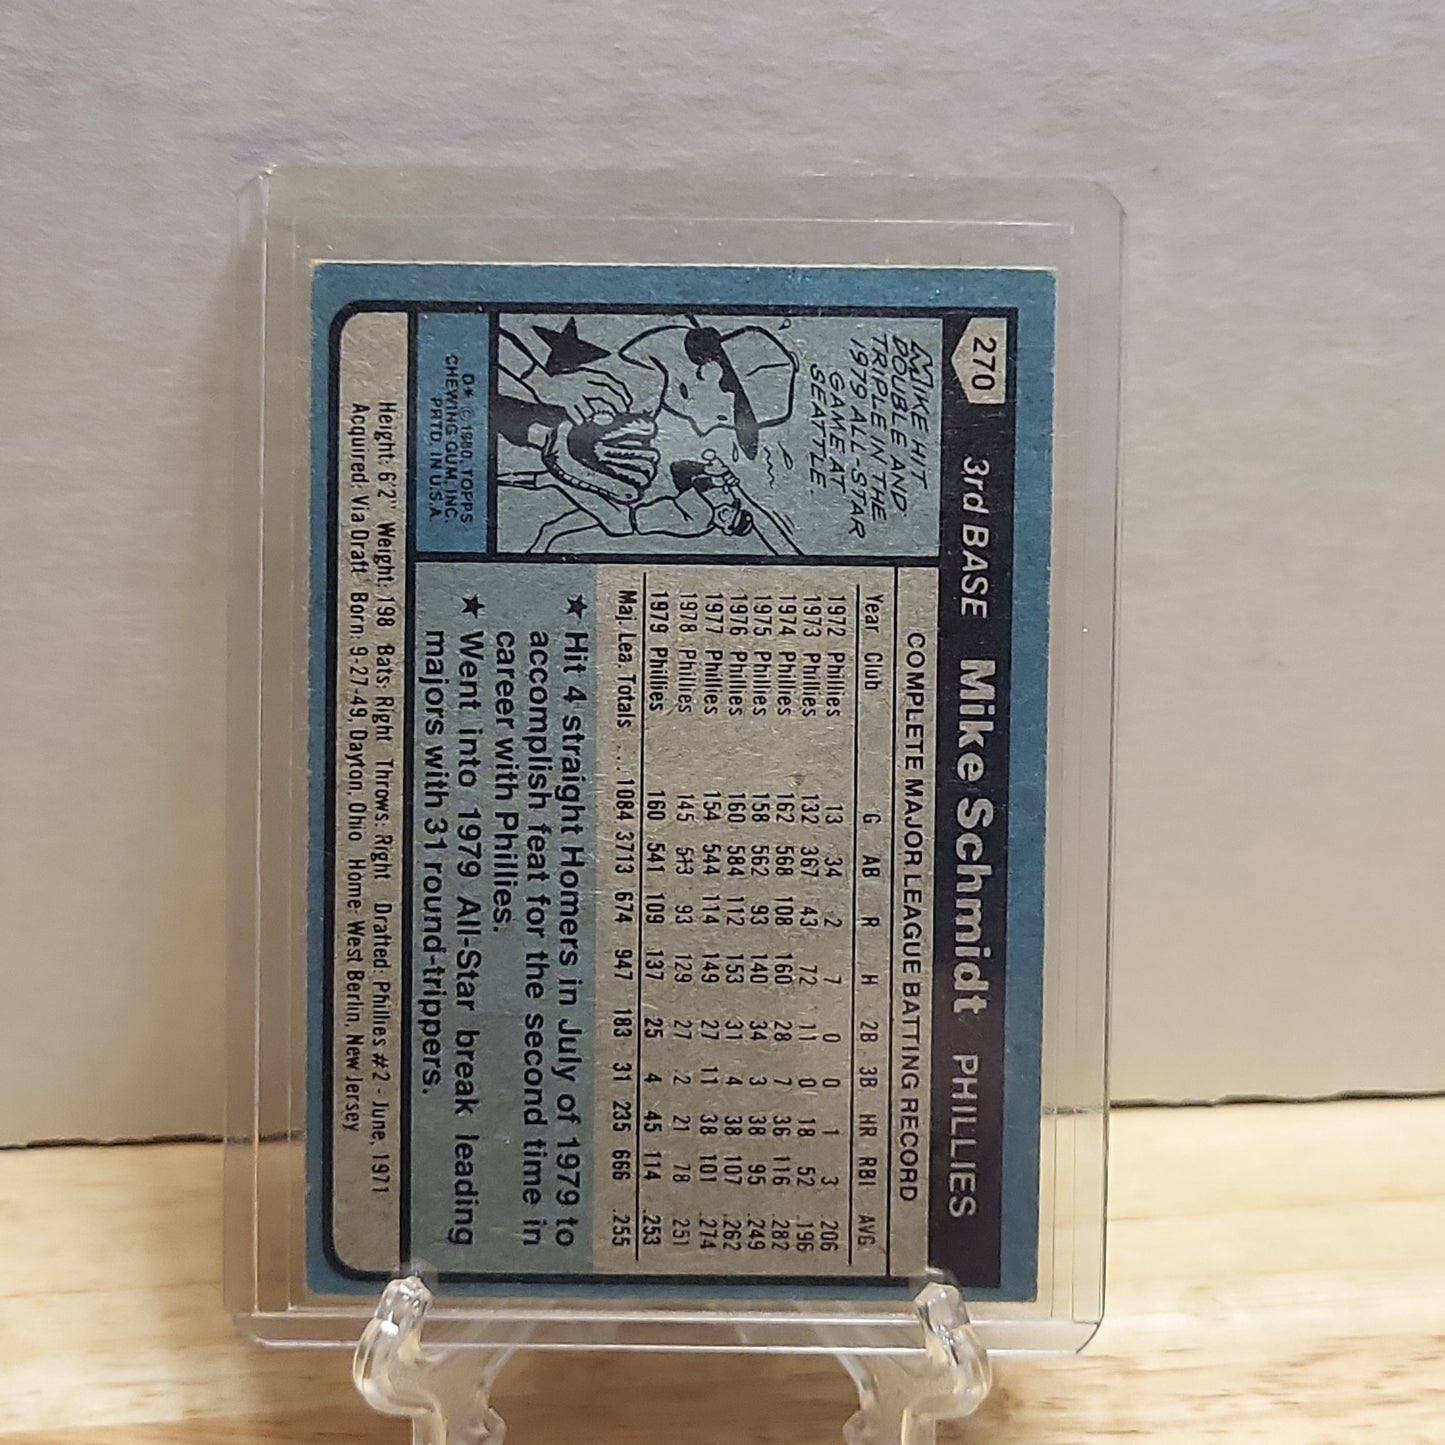 270 3rd BASE Mike Schmidt PHILLIES
MIKE HIT
DOUBLE AND
TRIPLE IN THE
1979 ALL-STAR
GAME AT
SEATTLE.
D* © 1980, TOPPS
CHEWING GUM, INC.
PRTD. IN U.S.A.
COMPLETE MAJOR LEAGUE BATTING RECORD
Year Club G AB R H 2B 3B HR RBI AVG.
1972 Phillies 13 34 2 7 0 0 1 3 .206
1973 Phillies 132 367 43 72 11 0 18 52 .196
1974 Phillies 162 568 108 160 28 7 36 116 .282
1975 Phillies 158 562 93 140 34 3 38 95 .249
1976 Phillies 160 584 112 153 31 4 38 107 .262
1977 Phillies 154 544 114 149 27 11 38 101 .274
1978 Phillies 145 513 93 129 27 2 21 78 .251
1979 Phillies 160 541 109 137 25 4 45 114 .253
Maj. Lea. Totals .... 1084 3713 674 947 183 31 235 666 .255
★ Hit 4 straight Homers in July of 1979 to
accomplish feat for the second time in
career with Phillies.
★ Went into 1979 All-Star break leading
majors with 31 round-trippers.
Height: 6'2" Weight: 198 Bats: Right Throws: Right Drafted: Phillies #2 - June, 1971
Acquired: Via Draft Born: 9-27-49, Dayton, Ohio Home: West Berlin, New Jersey